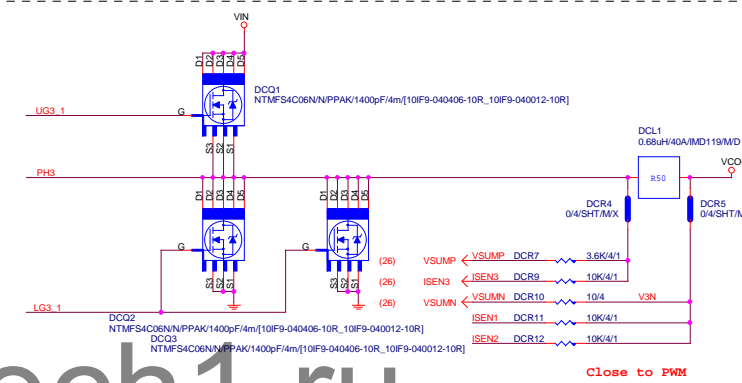 VIN
D1 D2 D3 D4 D5
DCQ1
NTMFS4C06N/N/PPAK/1400pF/4m/[10IF9-040406-10R_10IF9-040012-10R]
UG3_1
G
S3 S2 S1
DCL1
0.68uH/40A/IMD119/M/D
VCO
PH3
R50
D1 D2 D3 D4 D5
D1 D2 D3 D4 D5
DCR4
0/4/SHT/M/X
DCR5
0/4/SHT/M
G
G
S3 S2 S1
S3 S2 S1
(26) VSUMP VSUMP DCR7 3.6K/4/1
(26) ISEN3 ISEN3 DCR9 10K/4/1
(26) VSUMN VSUMN DCR10 10/4 V3N
LG3_1
ISEN1 DCR11 10K/4/1
ISEN2 DCR12 10K/4/1
DCQ2
NTMFS4C06N/N/PPAK/1400pF/4m/[10IF9-040406-10R_10IF9-040012-10R]
DCQ3
NTMFS4C06N/N/PPAK/1400pF/4m/[10IF9-040406-10R_10IF9-040012-10R]
Close to PWM